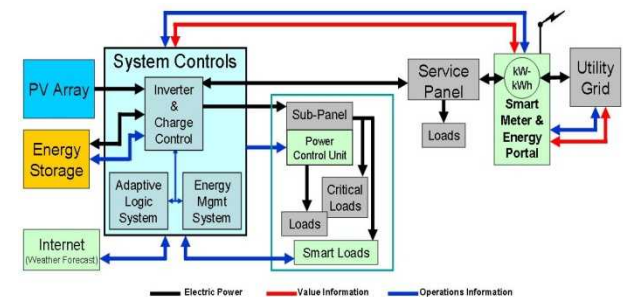 System Controls
PV Array
Inverter
&
Charge
Control
Energy
Storage
Adaptive
Logic
System
Energy
Mgmt
System
Internet
(Weather Forecast)
Sub-Panel
Power
Control Unit
Critical
Loads
Loads
Smart Loads
Service
Panel
Loads
kW-
kWh
Smart
Meter &
Energy
Portal
Utility
Grid
Electric Power
Value Information
Operations Information